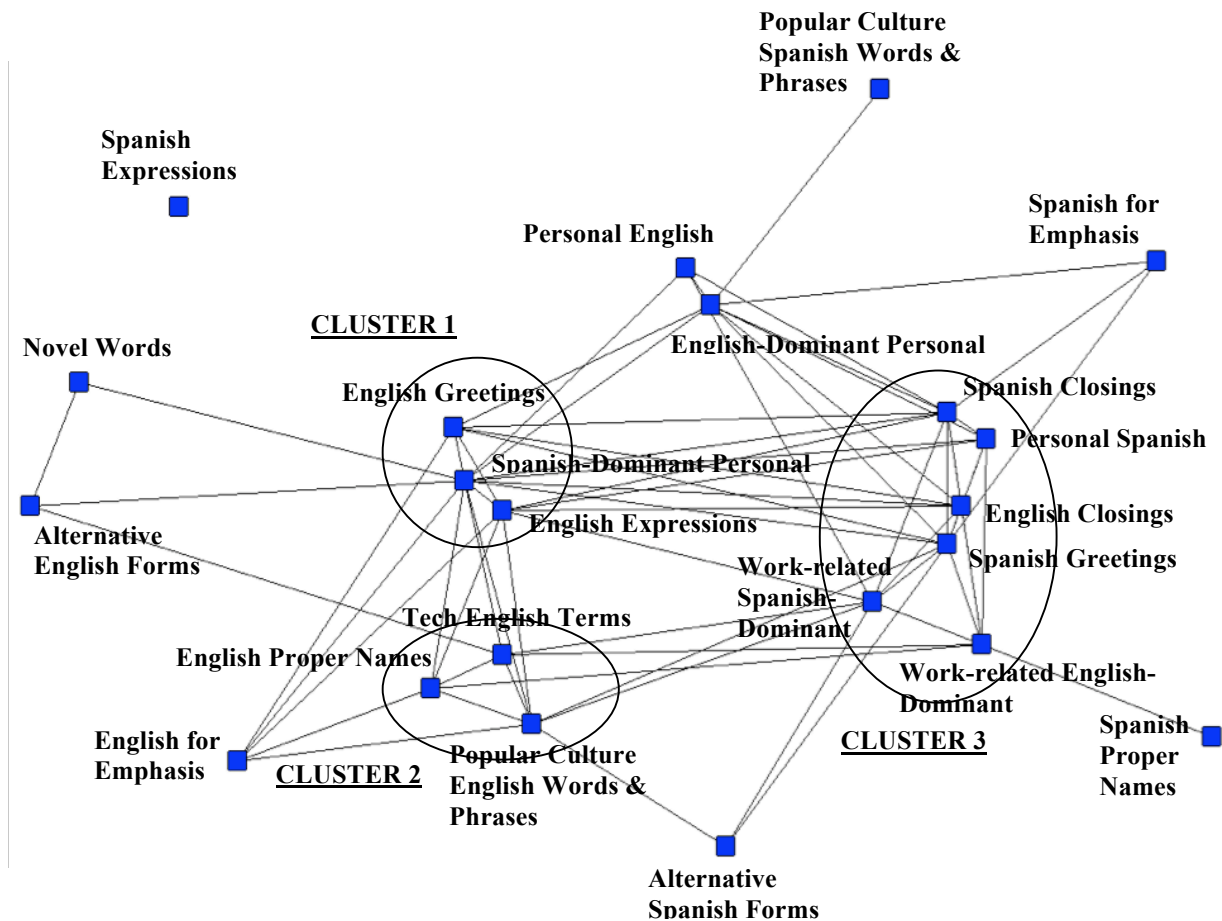 Popular Culture
Spanish Words &
Phrases
Spanish
Expressions
Spanish for
Emphasis
Personal English
CLUSTER 1
English-Dominant Personal
Novel Words
English Greetings
Spanish Closings
Personal Spanish
Spanish-Dominant Personal
English Expressions
English Closings
Alternative
English Forms
Spanish Greetings
Work-related
Spanish-
Dominant
Tech English Terms
English Proper Names
Work-related English-
Dominant
English for
Emphasis
CLUSTER 2
Popular Culture
English Words &
Phrases
CLUSTER 3
Spanish
Proper
Names
Alternative
Spanish Forms